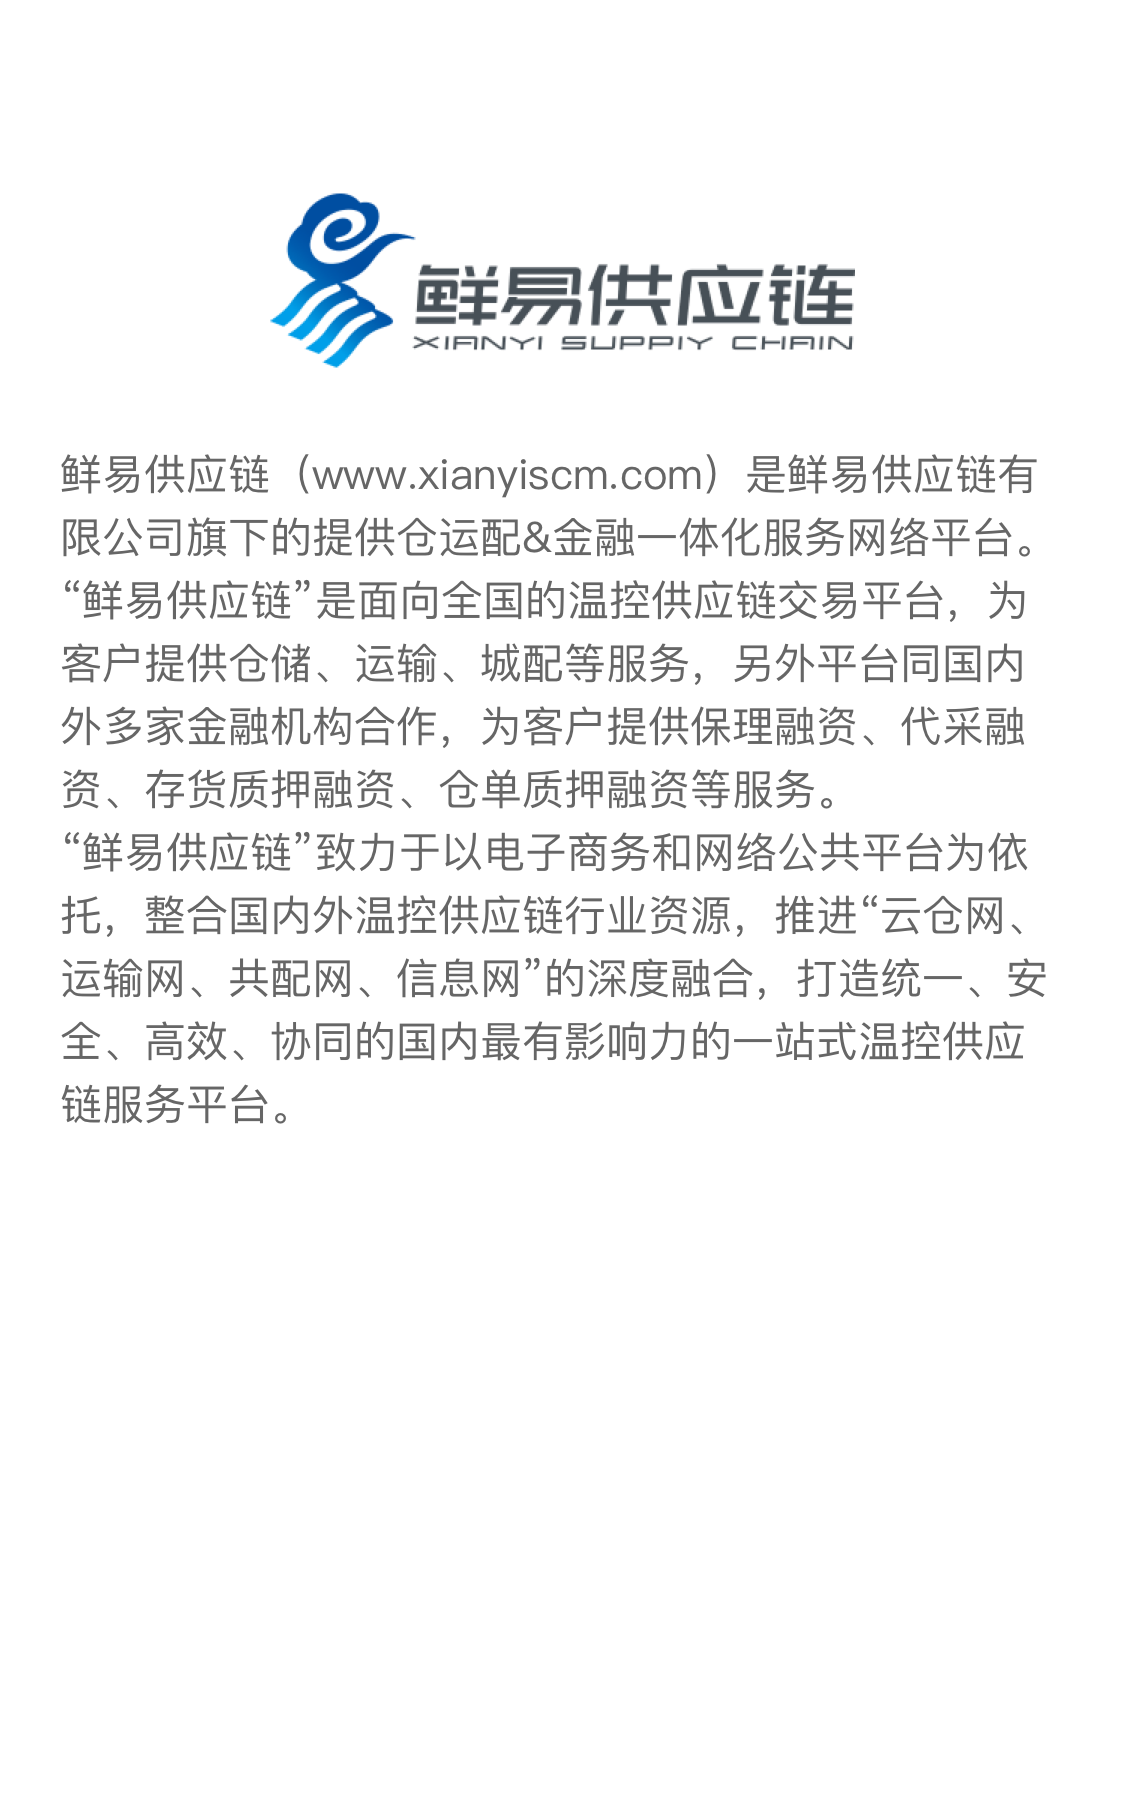 鲜易供应链
XIANYI SUPPIY CHAIN
鲜易供应链（www.xianyiscm.com）是鲜易供应链有
限公司旗下的提供仓运配&金融一体化服务网络平台。
“鲜易供应链”是面向全国的温控供应链交易平台，为
客户提供仓储、运输、城配等服务，另外平台同国内
外多家金融机构合作，为客户提供保理融资、代采融
资、存货质押融资、仓单质押融资等服务。
“鲜易供应链”致力于以电子商务和网络公共平台为依
托，整合国内外温控供应链行业资源，推进“云仓网、
运输网、共配网、信息网”的深度融合，打造统一、安
全、高效、协同的国内最有影响力的一站式温控供应
链服务平台。